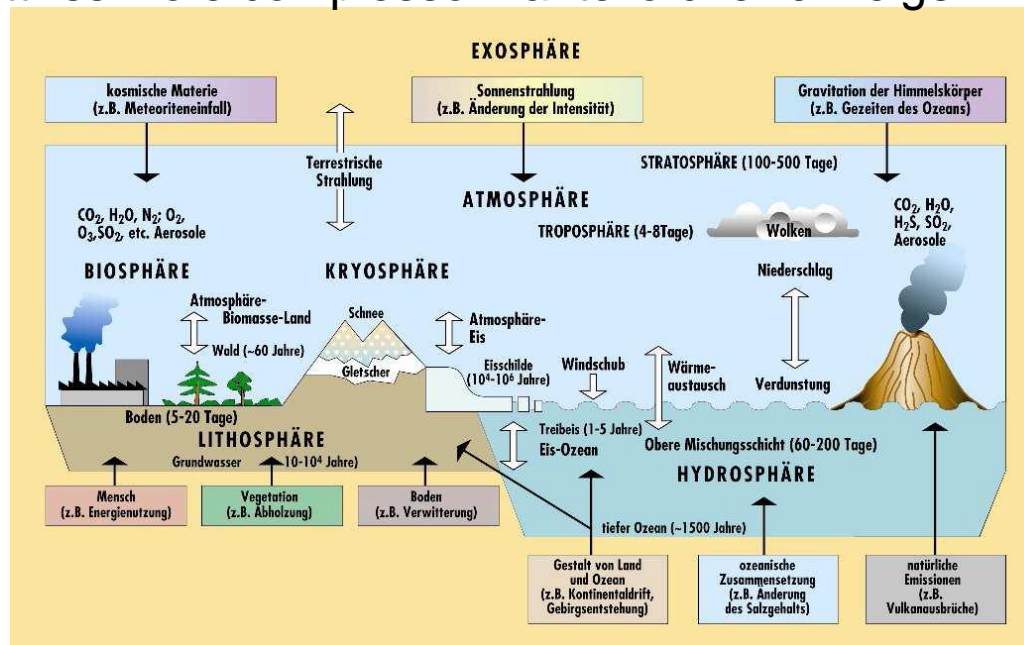 EXOSPHÄRE
kosmische Materie
(z.B. Meteoriteneinfall)
Sonnenstrahlung
(z.B. Änderung der Intensität)
Gravitation der Himmelskörper
(z.B. Gezeiten des Ozeans)
Terrestrische
Strahlung
STRATOSPHÄRE (100-500 Tage)
ATMOSPHÄRE
CO2, H2O, N2; O2,
O3,SO2, etc. Aerosole
TROPOSPHÄRE (4-8Tage)
Wolken
CO2, H2O,
H2S, SO2,
Aerosole
BIOSPHÄRE
KRYOSPHÄRE
Niederschlag
Atmosphäre-
Biomasse-Land
Schnee
Atmosphäre-
Eis
Wald (~60 Jahre)
Gletscher
Eisschilde
(10⁴-10⁶ Jahre)
Windschub
Wärme-
austausch
Verdunstung
Boden (5-20 Tage)
LITHOSPHÄRE
Treibeis (1-5 Jahre)
Eis-Ozean
Obere Mischungsschicht (60-200 Tage)
Grundwasser 10-10⁴ Jahre)
HYDROSPHÄRE
Mensch
(z.B. Energienutzung)
Vegetation
(z.B. Abholzung)
Boden
(z.B. Verwitterung)
tiefer Ozean (~1500 Jahre)
Gestalt von Land
und Ozean
(z.B. Kontinentaldrift,
Gebirgsentstehung)
ozeanische
Zusammensetzung
(z.B. Änderung
des Salzgehalts)
natürliche
Emissionen
(z.B.
Vulkanausbrüche)